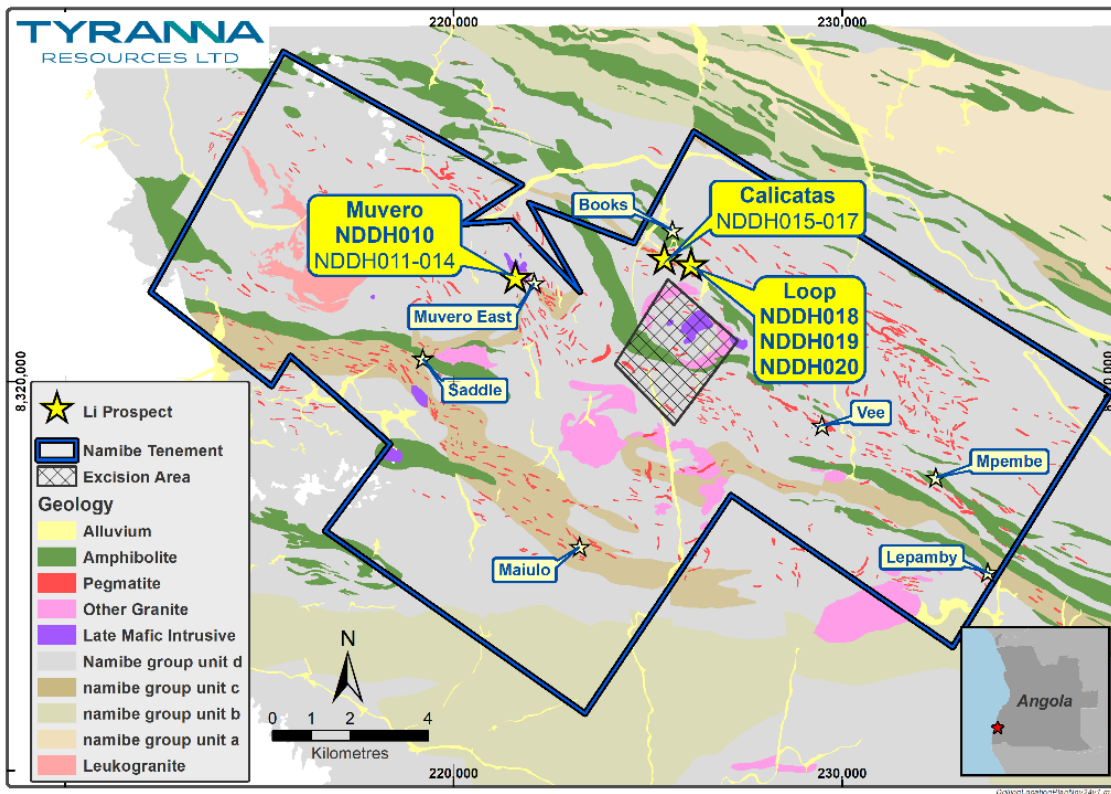 TYRANNA
RESOURCES LTD
220,000
230,000
Books
Calicatas
NDDH015-017
Muvero
NDDH010
NDDH011-014
Muvero East
Loop
NDDH018
NDDH019
NDDH020
8,320,000
Saddle
Vee
Mpembe
Lepamby
Maiulo
Li Prospect
Namibe Tenement
Excision Area
Geology
Alluvium
Amphibolite
Pegmatite
Other Granite
Late Mafic Intrusive
Namibe group unit d
namibe group unit c
namibe group unit b
namibe group unit a
Leukogranite
N
0 1 2 4
Kilometres
Angola
220,000
230,000